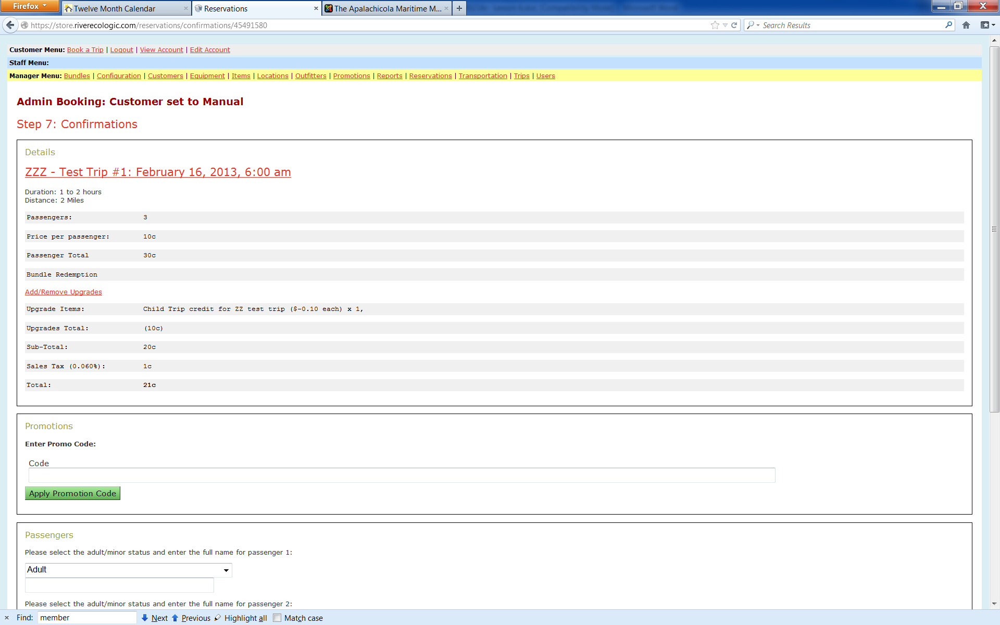 Firefox
Twelve Month Calendar
Reservations
The Apalachicola Maritime M...
https://store.riverecologic.com/reservations/confirmations/45491580
Search Results
Customer Menu: Book a Trip | Logout | View Account | Edit Account
Staff Menu:
Manager Menu: Bundles | Configuration | Customers | Equipment | Items | Locations | Outfitters | Promotions | Reports | Reservations | Transportation | Trips | Users
Admin Booking: Customer set to Manual
Step 7: Confirmations
Details
ZZZ - Test Trip #1: February 16, 2013, 6:00 am
Duration: 1 to 2 hours
Distance: 2 Miles
Passengers: 3
Price per passenger: 10c
Passenger Total 30c
Bundle Redemption
Add/Remove Upgrades
Upgrade Items: Child Trip credit for ZZ test trip ($-0.10 each) x 1,
Upgrades Total: (10c)
Sub-Total: 20c
Sales Tax (0.060%): 1c
Total: 21c
Promotions
Enter Promo Code:
Code
Apply Promotion Code
Passengers
Please select the adult/minor status and enter the full name for passenger 1:
Adult
Please select the adult/minor status and enter the full name for passenger 2:
Find: member Next Previous Highlight all Match case